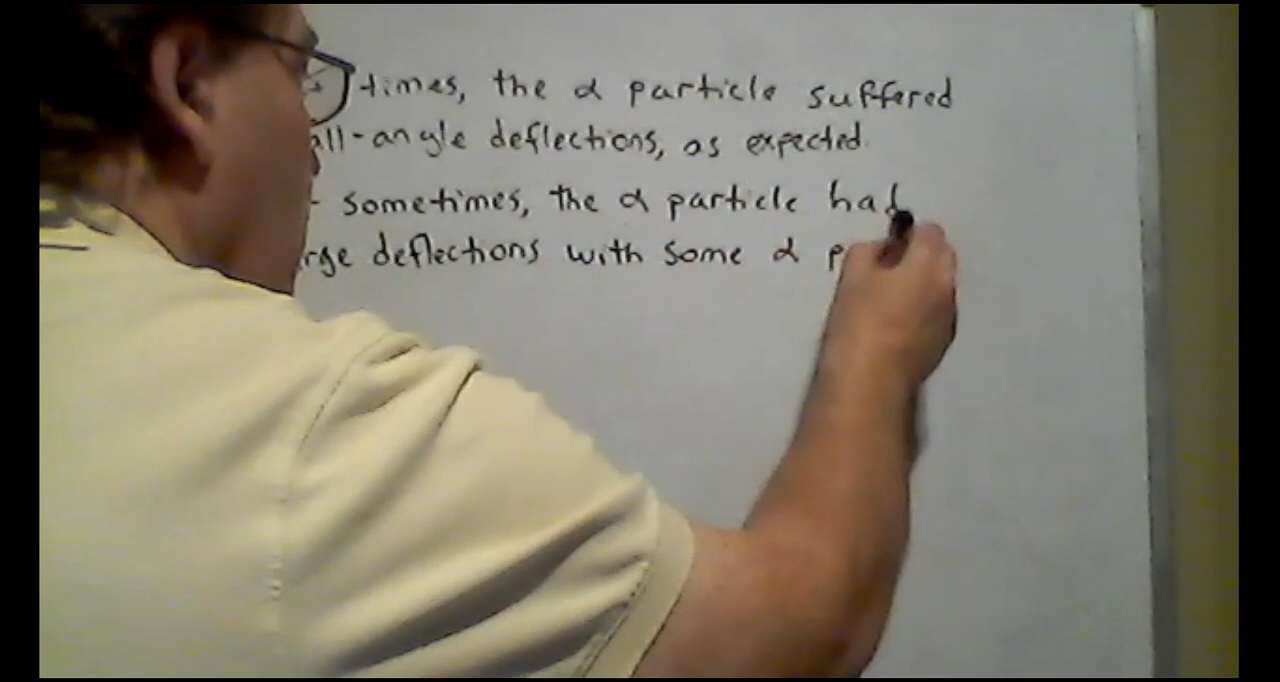 times, the α particle suffered
all-angle deflections, as expected.
sometimes, the α particle had
rge deflections with some α p